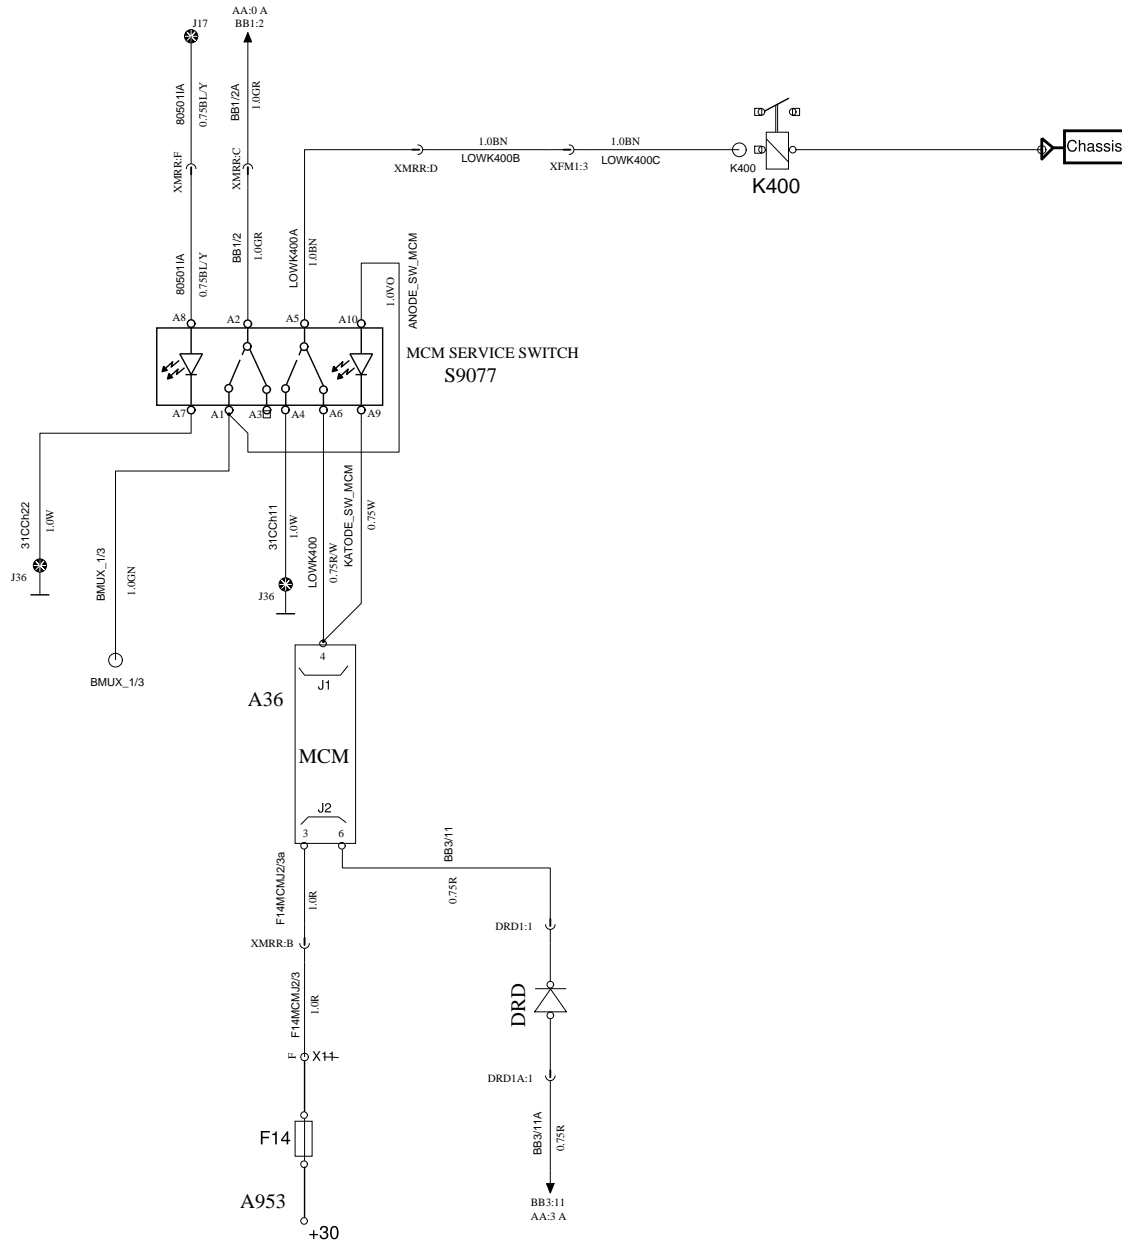 AA:0 A
J17
BB1:2
80501IA
0.75BL/Y
BB1/2A
1.0GR
1.0BN
LOWK400B
1.0BN
LOWK400C
Chassis
XMRR:F
XMRR:C
XMRR:D
XFM1:3
K400
K400
80501IA
0.75BL/Y
BB1/2
1.0GR
LOWK400A
1.0BN
1.0VO
ANODE_SW_MCM
A8
A2
A5
A10
MCM SERVICE SWITCH
S9077
A7
A1
A3
A4
A6
A9
31CCh22
1.0W
J36
BMUX_1/3
1.0GN
BMUX_1/3
31CCh11
1.0W
J36
LOWK400
0.75R/W
KATODE_SW_MCM
0.75W
4
J1
A36
MCM
J2
3
6
F14MCMJ2/3a
1.0R
BB3/11
0.75R
XMRR:B
DRD1:1
F14MCMJ2/3
1.0R
DRD
F
X11
DRD1A:1
F14
BB3/11A
0.75R
A953
BB3:11
AA:3 A
+30